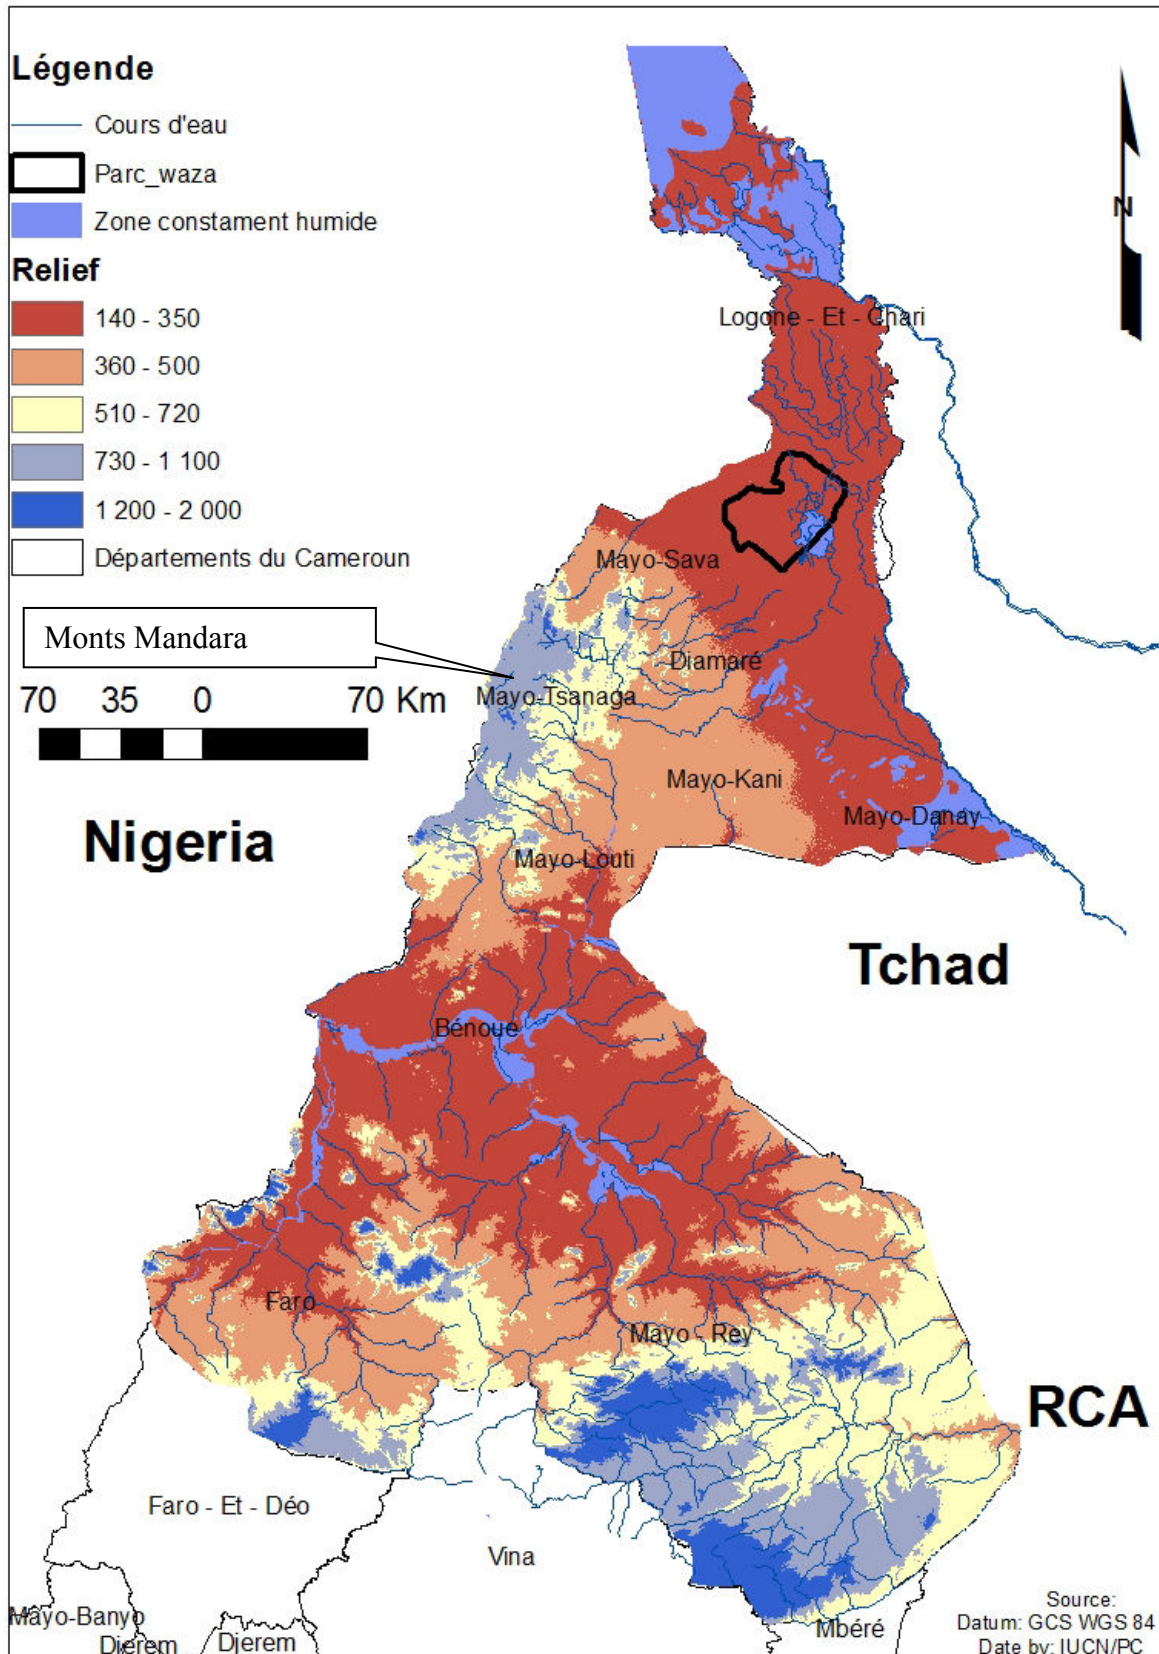 Légende
Cours d'eau
Parc_waza
Zone constament humide
Relief
140 - 350
360 - 500
510 - 720
730 - 1 100
1 200 - 2 000
Départements du Cameroun
N
Logone - Et - Chari
Mayo-Sava
Monts Mandara
Diamaré
Mayo-Tsanaga
70 35 0 70 Km
Mayo-Kani
Mayo-Danay
Nigeria
Mayo-Louti
Tchad
Bénoue
Faro
Mayo - Rey
RCA
Faro - Et - Déo
Vina
Mayo-Banyo
Djerem
Djerem
Mbéré
Source:
Datum: GCS WGS 84
Date by: IUCN/PC